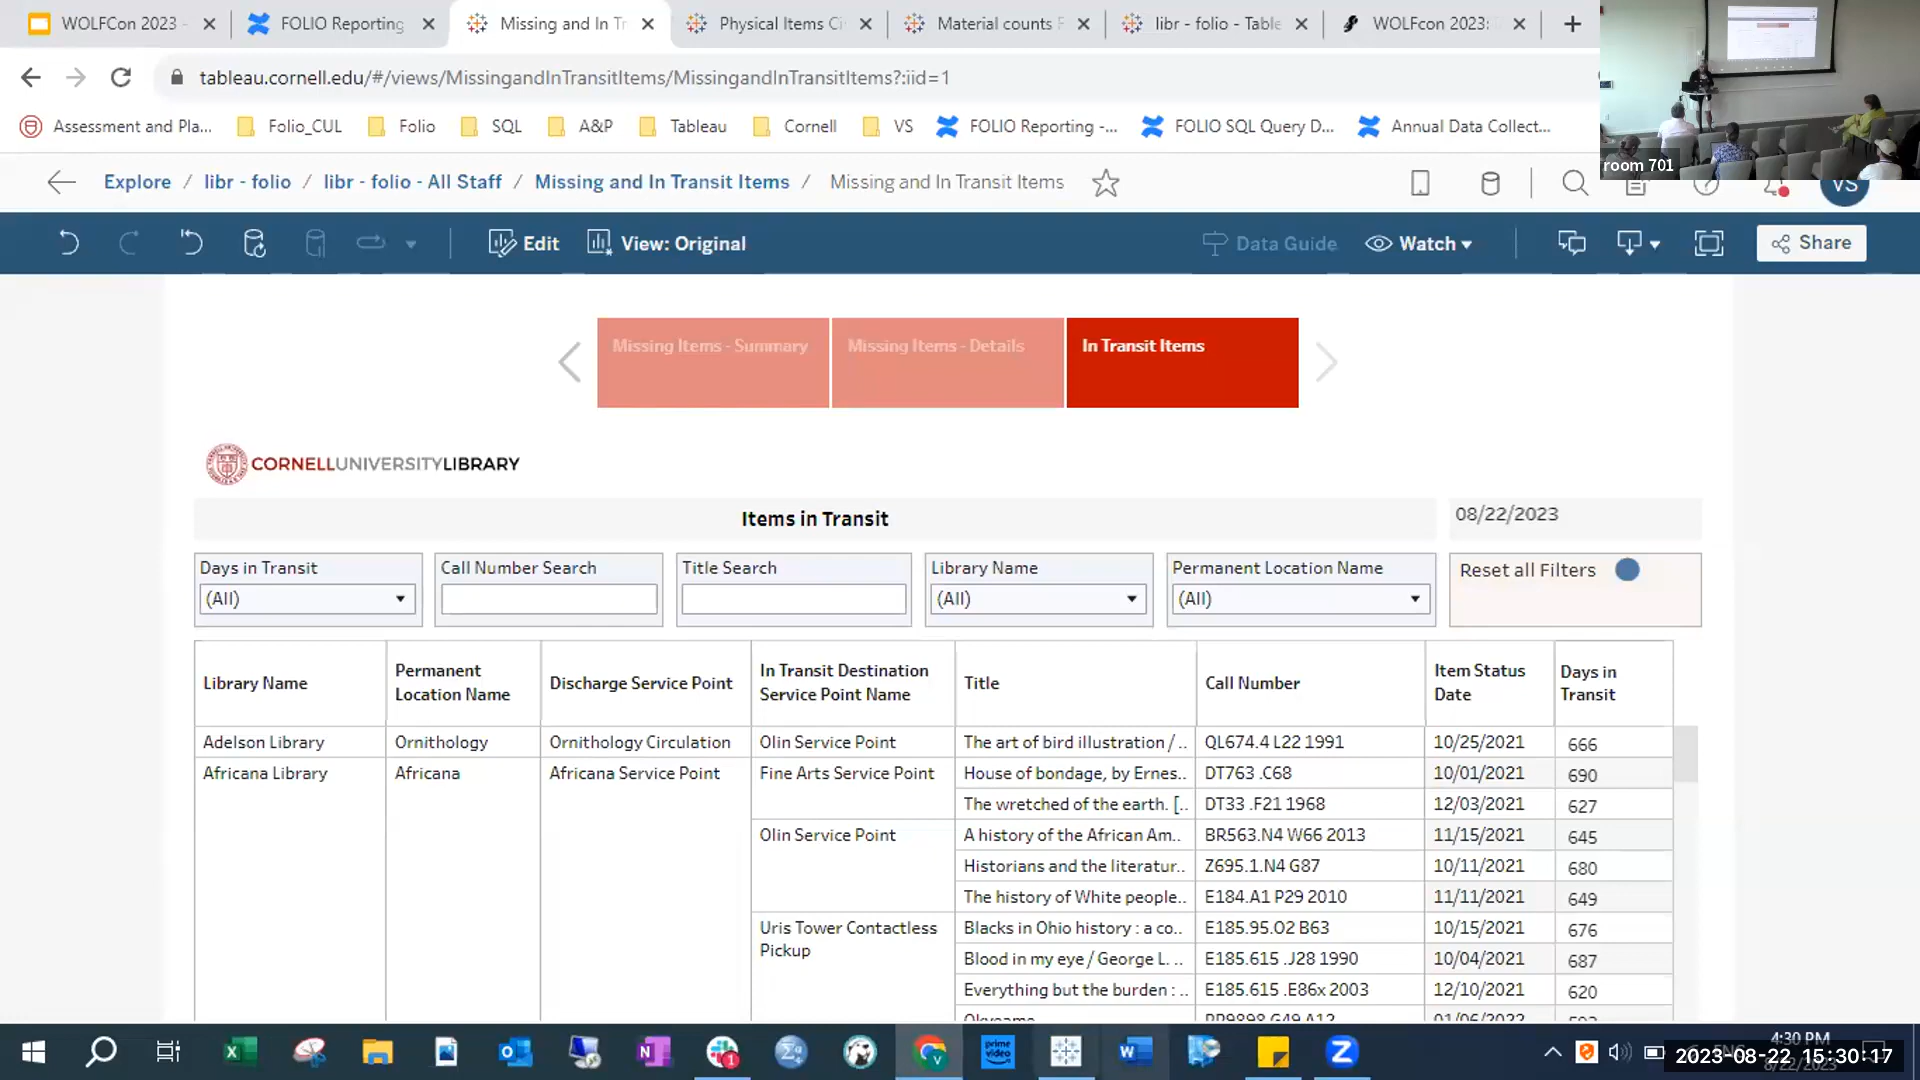 WOLFCon 2023 -
FOLIO Reporting
Missing and In Tr
Physical Items Ci
Material counts F
libr - folio - Table
WOLFcon 2023:
tableau.cornell.edu/#/views/MissingandInTransitItems/MissingandInTransitItems?:iid=1
Assessment and Pla...
Folio_CUL
Folio
SQL
A&P
Tableau
Cornell
VS
FOLIO Reporting -...
FOLIO SQL Query D...
Annual Data Collect...
room 701
Explore / libr - folio / libr - folio - All Staff / Missing and In Transit Items / Missing and In Transit Items
VS
Edit
View: Original
Data Guide
Watch
Share
Missing Items - Summary
Missing Items - Details
In Transit Items
CORNELLUNIVERSITYLIBRARY
Items in Transit
08/22/2023
Days in Transit
Call Number Search
Title Search
Library Name
Permanent Location Name
Reset all Filters
(All)
(All)
(All)
Library Name
Permanent Location Name
Discharge Service Point
In Transit Destination Service Point Name
Title
Call Number
Item Status Date
Days in Transit
Adelson Library Ornithology Ornithology Circulation Olin Service Point The art of bird illustration / .. QL674.4 L22 1991 10/25/2021 666
Africana Library Africana Africana Service Point Fine Arts Service Point House of bondage, by Ernes.. DT763 .C68 10/01/2021 690
The wretched of the earth. [.. DT33 .F21 1968 12/03/2021 627
Olin Service Point A history of the African Am.. BR563.N4 W66 2013 11/15/2021 645
Historians and the literatur.. Z695.1.N4 G87 10/11/2021 680
The history of White people.. E184.A1 P29 2010 11/11/2021 649
Uris Tower Contactless Pickup Blacks in Ohio history : a co.. E185.95.O2 B63 10/15/2021 676
Blood in my eye / George L. .. E185.615 .J28 1990 10/04/2021 687
Everything but the burden : .. E185.615 .E86x 2003 12/10/2021 620
prime video
4:30 PM
2023-08-22 15:30:17